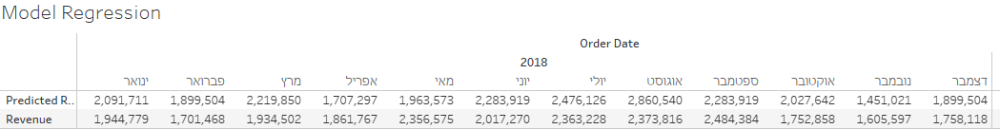 Model Regression
Order Date
2018
ינואר פברואר מרץ אפריל מאי יוני יולי אוגוסט ספטמבר אוקטובר נובמבר דצמבר
Predicted R.. 2,091,711 1,899,504 2,219,850 1,707,297 1,963,573 2,283,919 2,476,126 2,860,540 2,283,919 2,027,642 1,451,021 1,899,504
Revenue 1,944,779 1,701,468 1,934,502 1,861,767 2,356,575 2,017,270 2,363,228 2,373,816 2,484,384 1,752,858 1,605,597 1,758,118